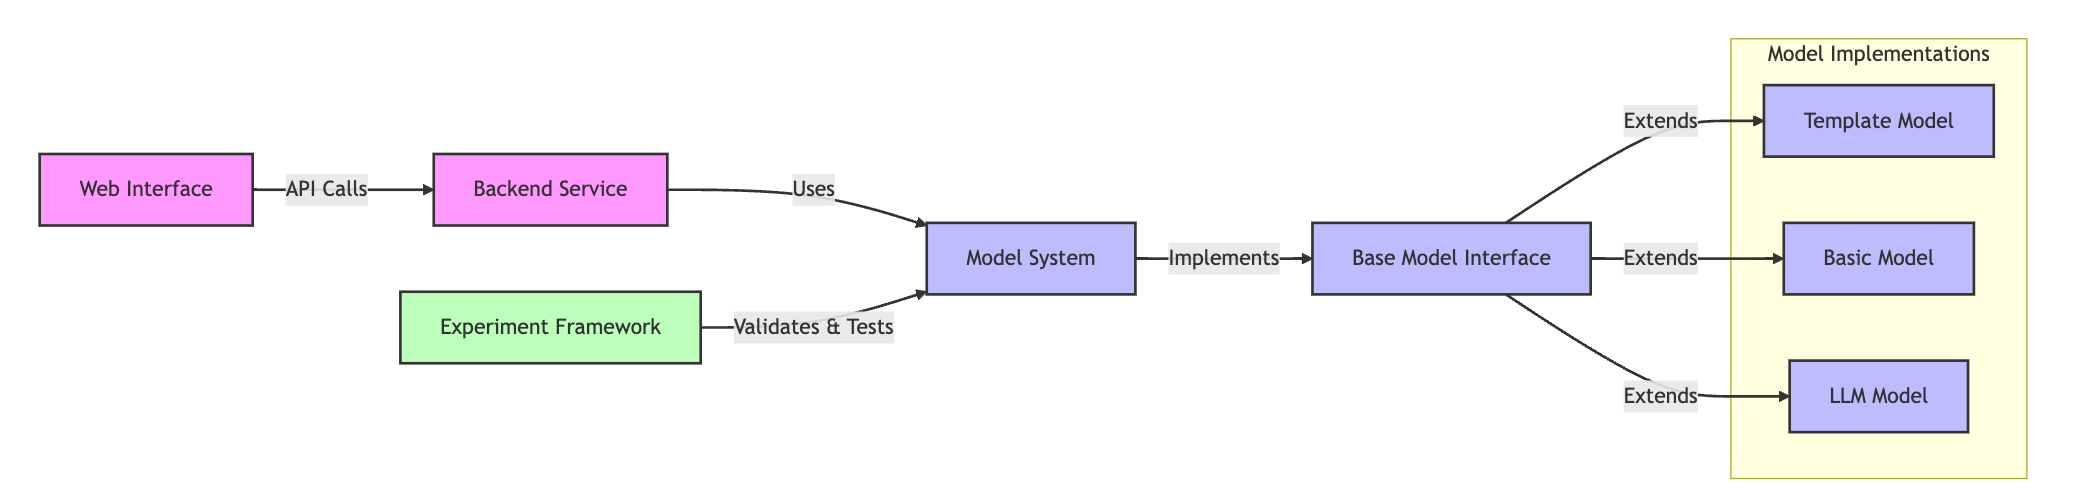 Model Implementations
Web Interface
API Calls
Backend Service
Uses
Experiment Framework
Validates & Tests
Model System
Implements
Base Model Interface
Extends
Template Model
Extends
Basic Model
Extends
LLM Model